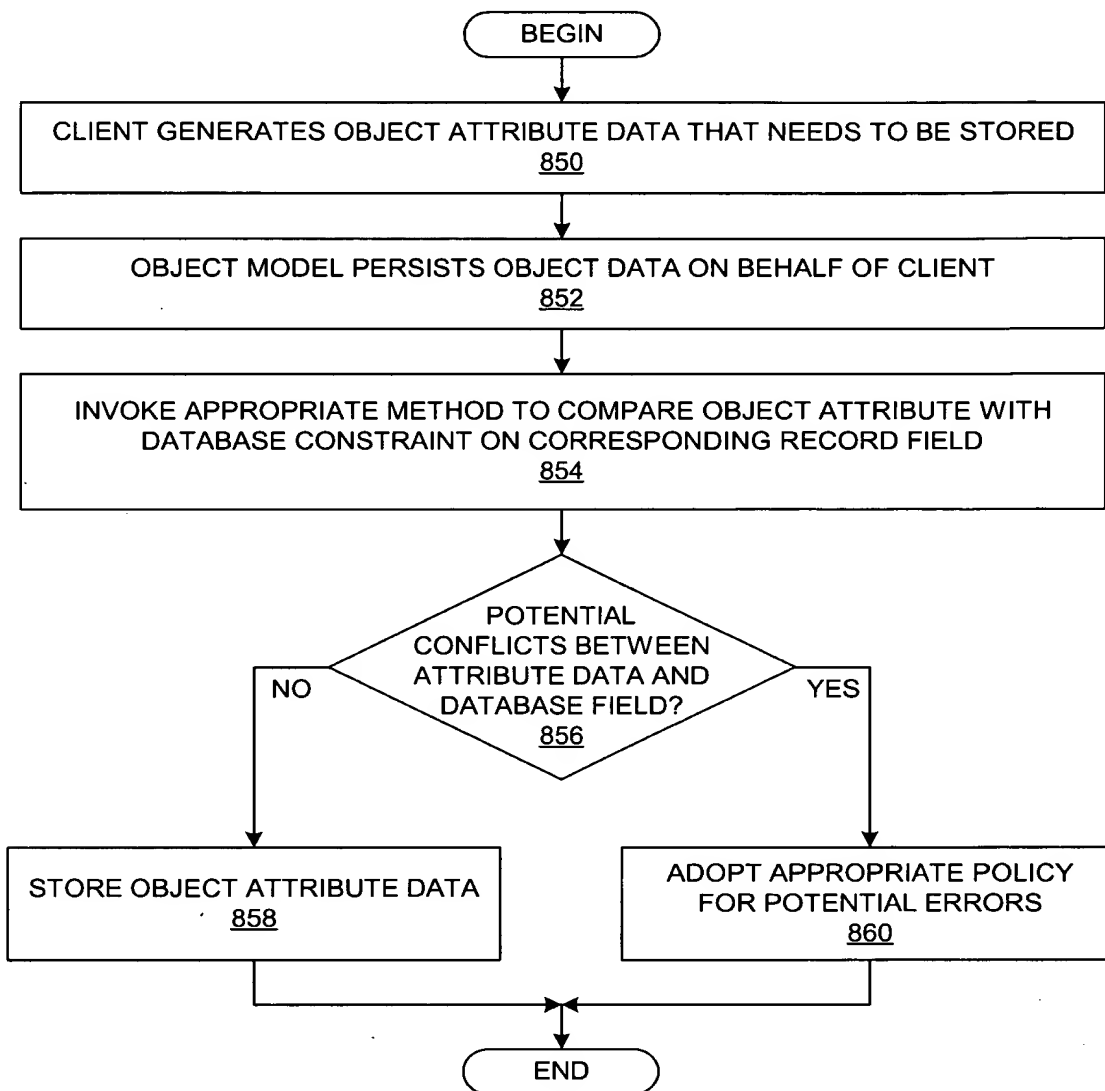 BEGIN
CLIENT GENERATES OBJECT ATTRIBUTE DATA THAT NEEDS TO BE STORED
850
OBJECT MODEL PERSISTS OBJECT DATA ON BEHALF OF CLIENT
852
INVOKE APPROPRIATE METHOD TO COMPARE OBJECT ATTRIBUTE WITH
DATABASE CONSTRAINT ON CORRESPONDING RECORD FIELD
854
POTENTIAL
CONFLICTS BETWEEN
ATTRIBUTE DATA AND
DATABASE FIELD?
856
NO
YES
STORE OBJECT ATTRIBUTE DATA
858
ADOPT APPROPRIATE POLICY
FOR POTENTIAL ERRORS
860
END